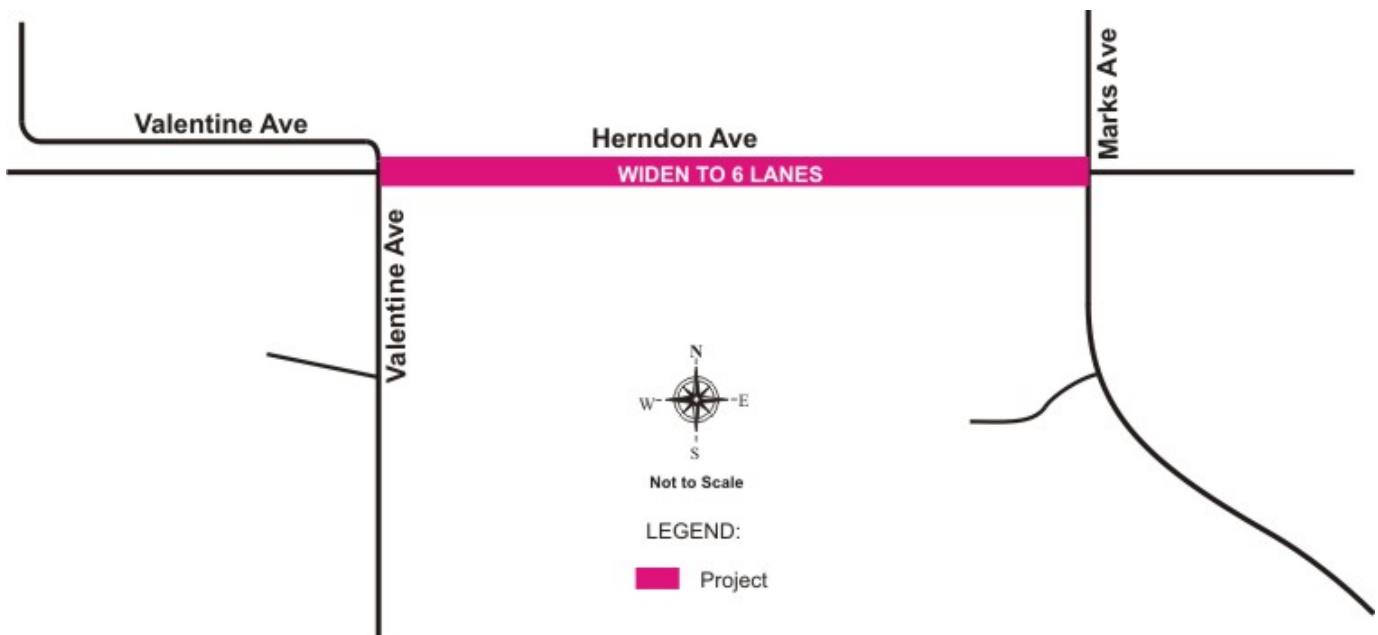 Marks Ave
Valentine Ave
Herndon Ave
WIDEN TO 6 LANES
Valentine Ave
N
W
E
S
Not to Scale
LEGEND:
Project